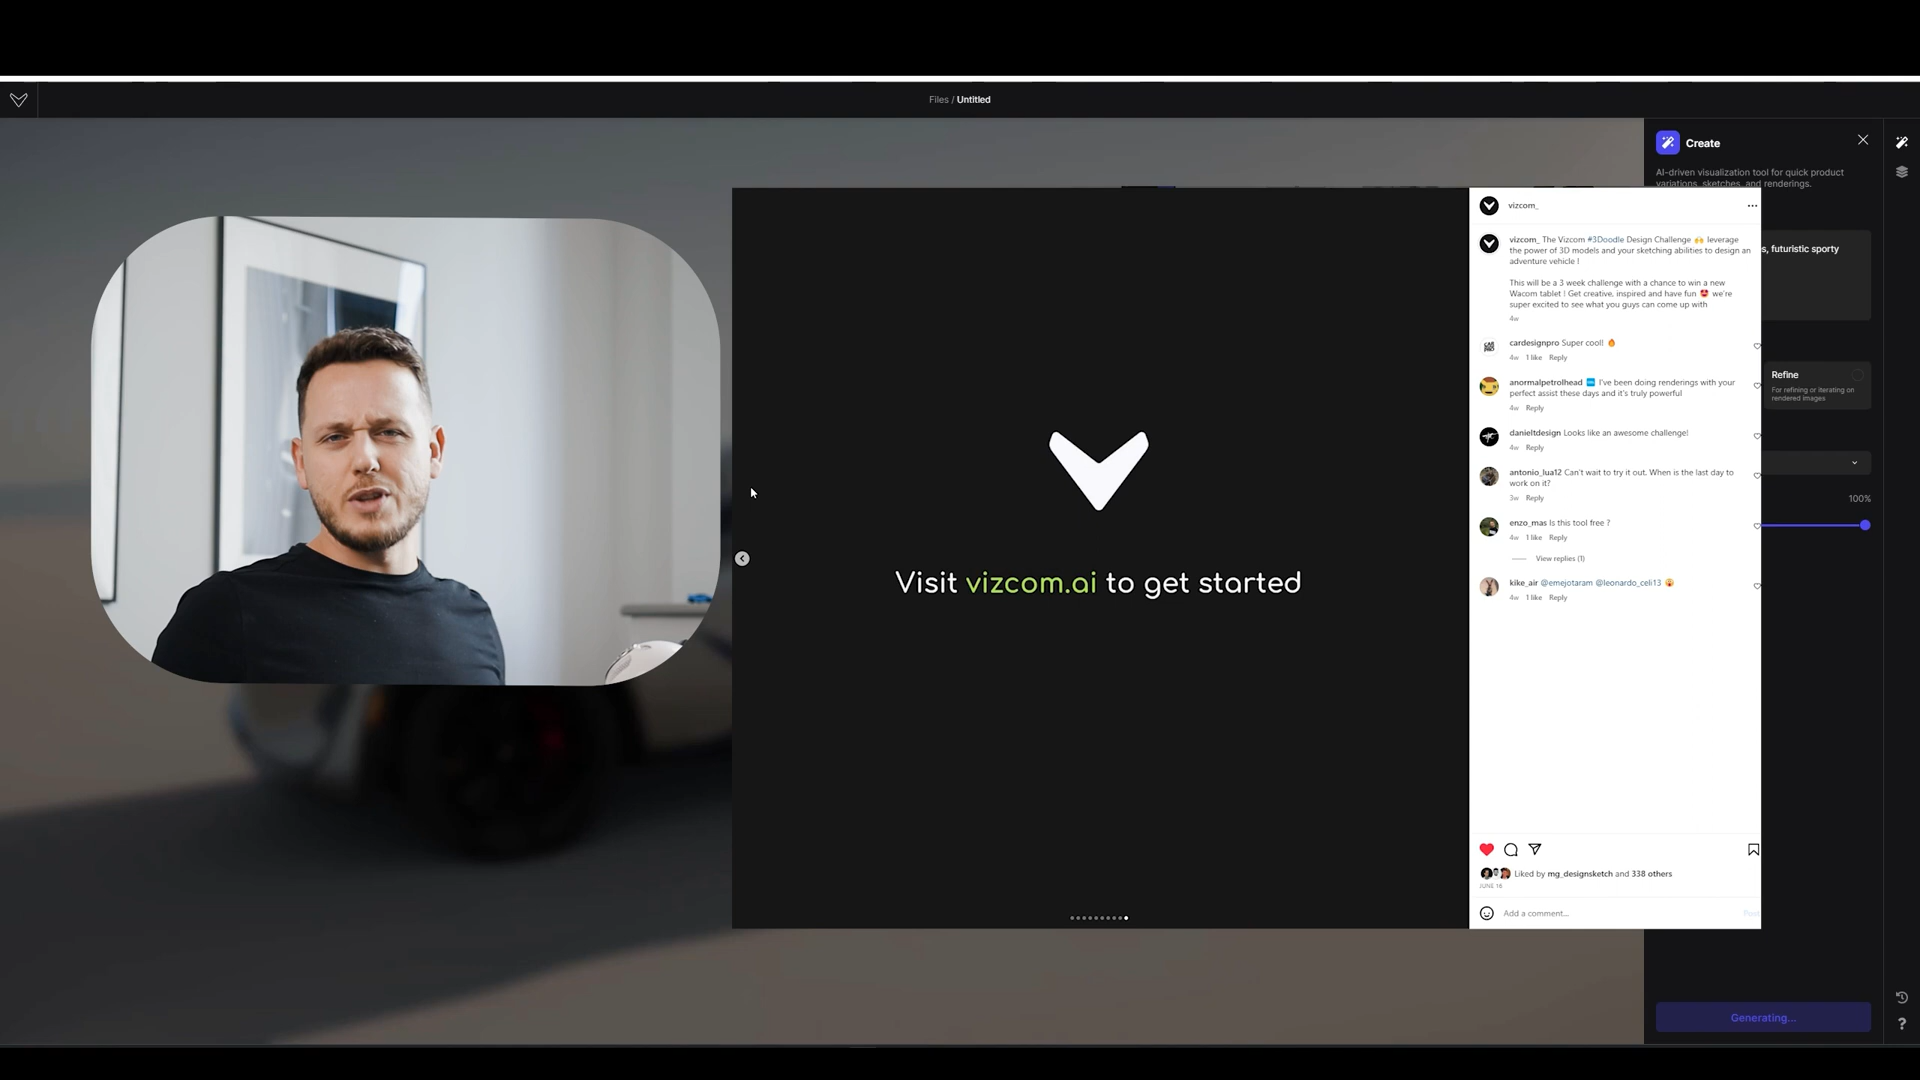 Files / Untitled
Create
AI-driven visualization tool for quick product
variations, sketches, and renderings.
s, futuristic sporty
Refine
For refining or iterating on
rendered images
100%
Generating...
?
Visit vizcom.ai to get started
vizcom_
vizcom_ The Vizcom #3Doodle Design Challenge 🙌 leverage
the power of 3D models and your sketching abilities to design an
adventure vehicle !
This will be a 3 week challenge with a chance to win a new
Wacom tablet ! Get creative, inspired and have fun 😍 we're
super excited to see what you guys can come up with
4w
cardesignpro Super cool! 🔥
4w 1 like Reply
anormalpetrolhead I've been doing renderings with your
perfect assist these days and it's truly powerful
4w Reply
danieltdesign Looks like an awesome challenge!
4w Reply
antonio_lua12 Can't wait to try it out. When is the last day to
work on it?
3w Reply
enzo_mas Is this tool free ?
4w 1 like Reply
View replies (1)
kike_air @emejotaram @leonardo_celi13 😱
4w 1 like Reply
Liked by mg_designsketch and 338 others
JUNE 16
Add a comment...
Post